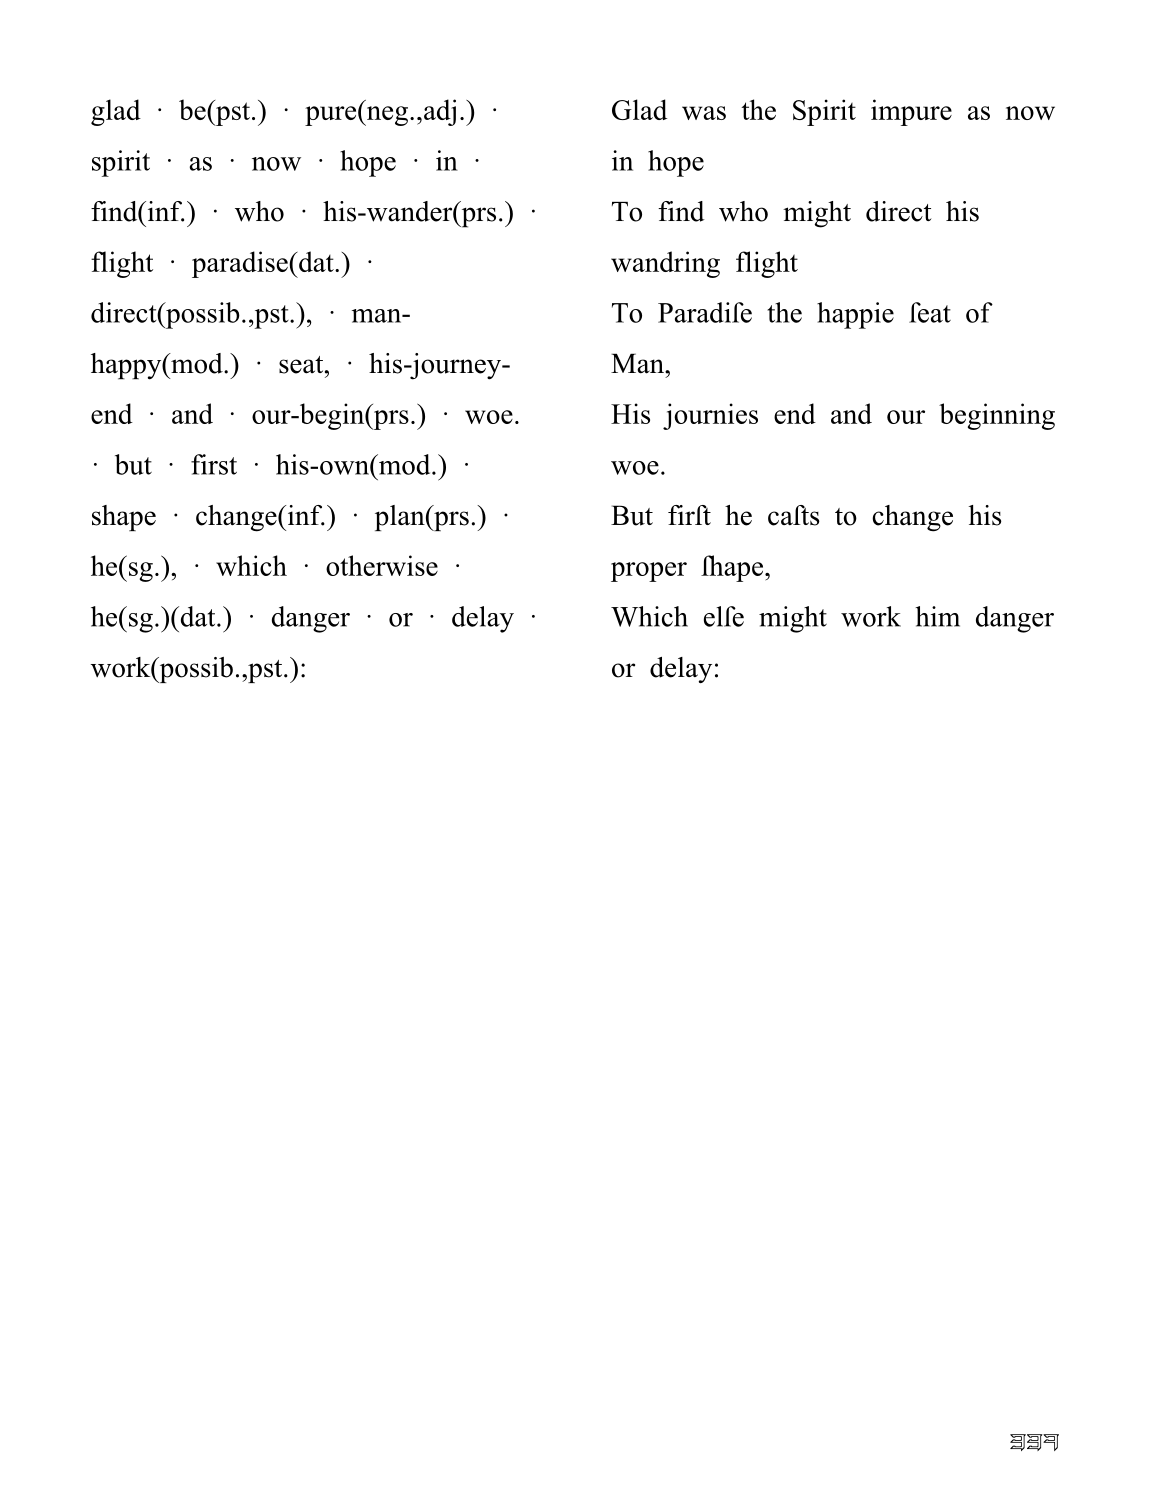 glad · be(pst.) · pure(neg.,adj.) ·
spirit · as · now · hope · in ·
find(inf.) · who · his-wander(prs.) ·
flight · paradise(dat.) ·
direct(possib.,pst.), · man-
happy(mod.) · seat, · his-journey-
end · and · our-begin(prs.) · woe.
· but · first · his-own(mod.) ·
shape · change(inf.) · plan(prs.) ·
he(sg.), · which · otherwise ·
he(sg.)(dat.) · danger · or · delay ·
work(possib.,pst.):
Glad was the Spirit impure as now
in hope
To find who might direct his
wandring flight
To Paradiſe the happie ſeat of
Man,
His journies end and our beginning
woe.
But firſt he caſts to change his
proper ſhape,
Which elſe might work him danger
or delay: